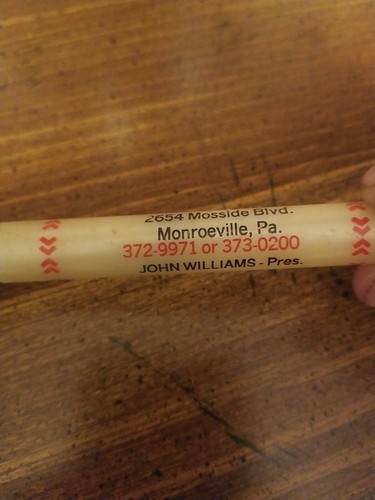 2654 Mosside Blvd.
Monroeville, Pa.
372-9971 or 373-0200
JOHN WILLIAMS - Pres.